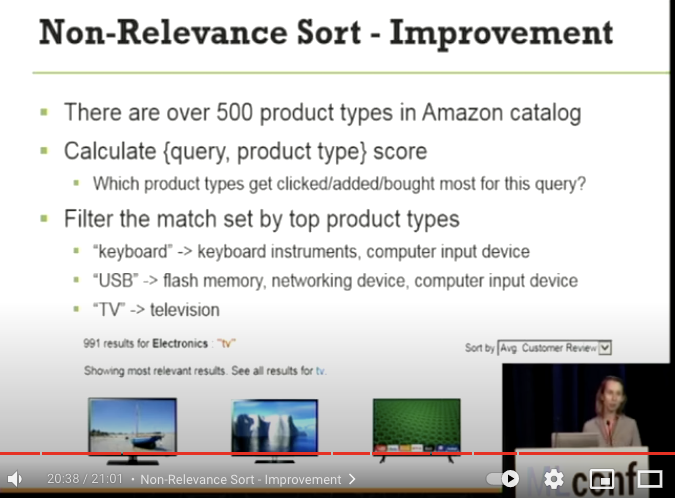 Non-Relevance Sort - Improvement
There are over 500 product types in Amazon catalog
Calculate {query, product type} score
Which product types get clicked/added/bought most for this query?
Filter the match set by top product types
“keyboard” -> keyboard instruments, computer input device
“USB” -> flash memory, networking device, computer input device
“TV” -> television
991 results for Electronics : "tv"
Sort by Avg. Customer Review
Showing most relevant results. See all results for tv.
conf
20:38 / 21:01 • Non-Relevance Sort - Improvement >